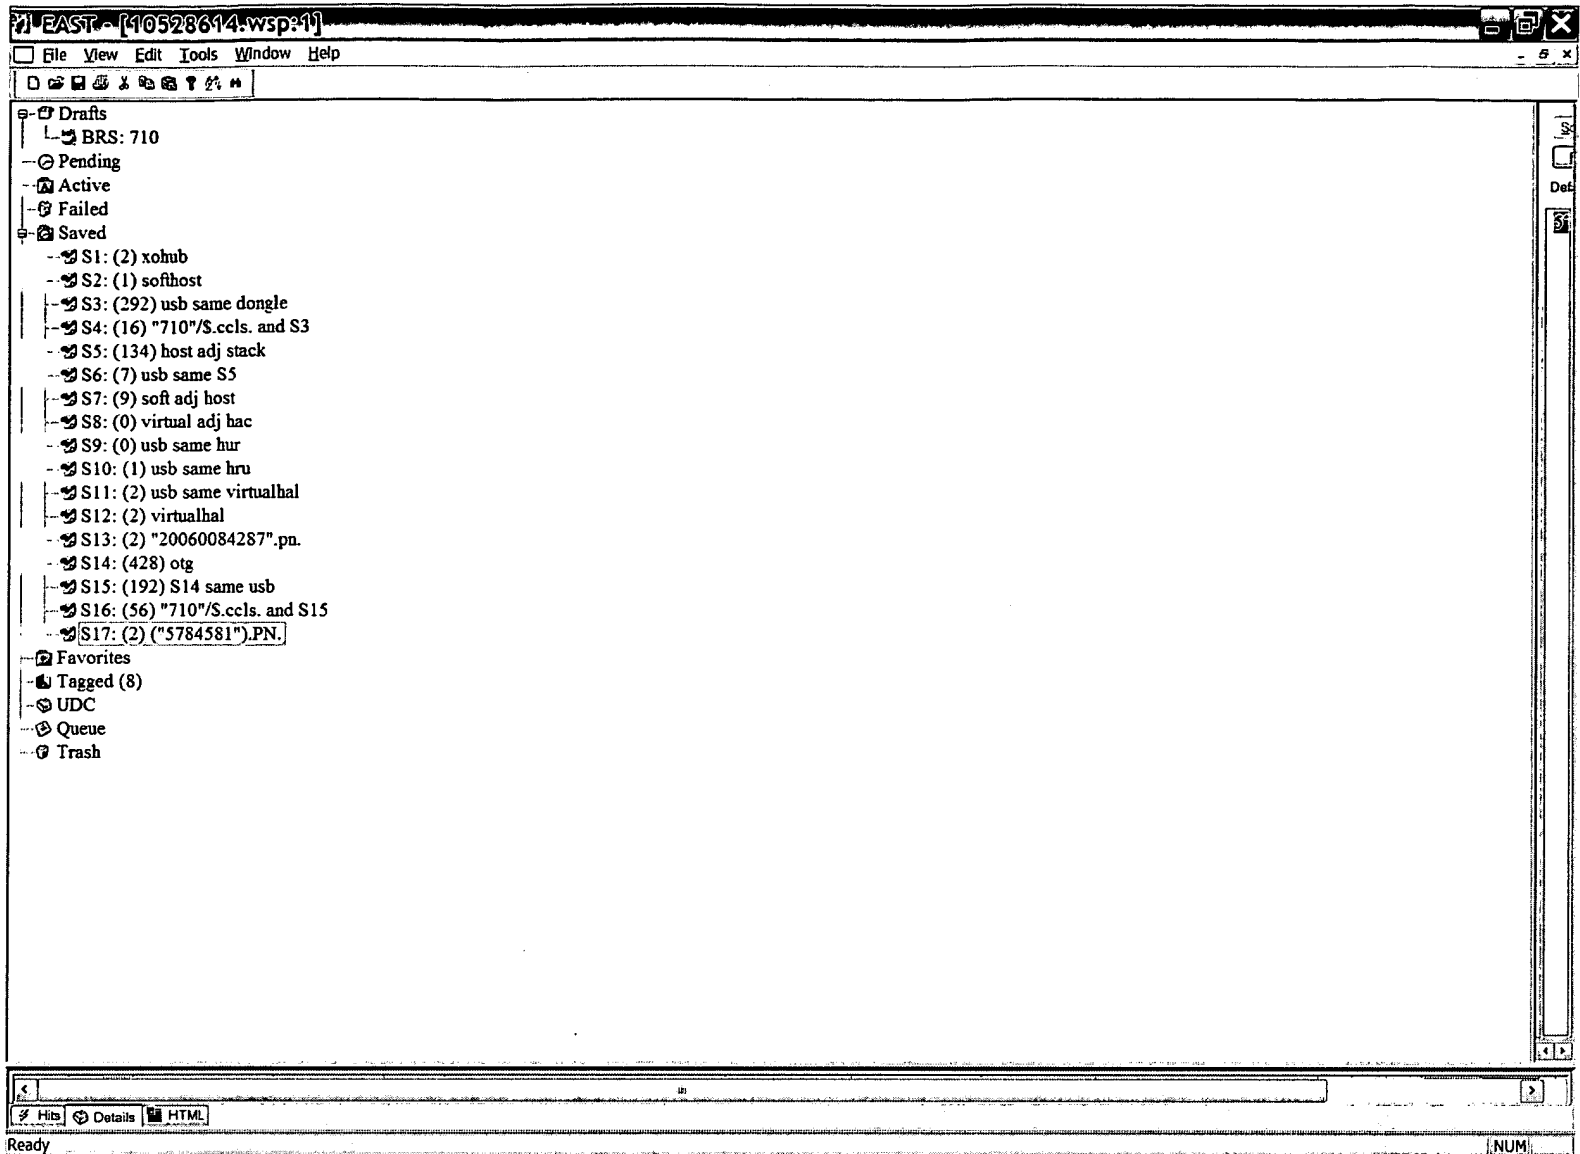 EAST - [10528614.wsp:1]
File View Edit Tools Window Help
Drafts
BRS: 710
Pending
Active
Failed
Saved
S1: (2) xohub
S2: (1) softhost
S3: (292) usb same dongle
S4: (16) "710"/$.ccls. and S3
S5: (134) host adj stack
S6: (7) usb same S5
S7: (9) soft adj host
S8: (0) virtual adj hac
S9: (0) usb same hur
S10: (1) usb same hru
S11: (2) usb same virtualhal
S12: (2) virtualhal
S13: (2) "20060084287".pn.
S14: (428) otg
S15: (192) S14 same usb
S16: (56) "710"/$.ccls. and S15
S17: (2) ("5784581").PN.
Favorites
Tagged (8)
UDC
Queue
Trash
Hits Details HTML
Ready NUM